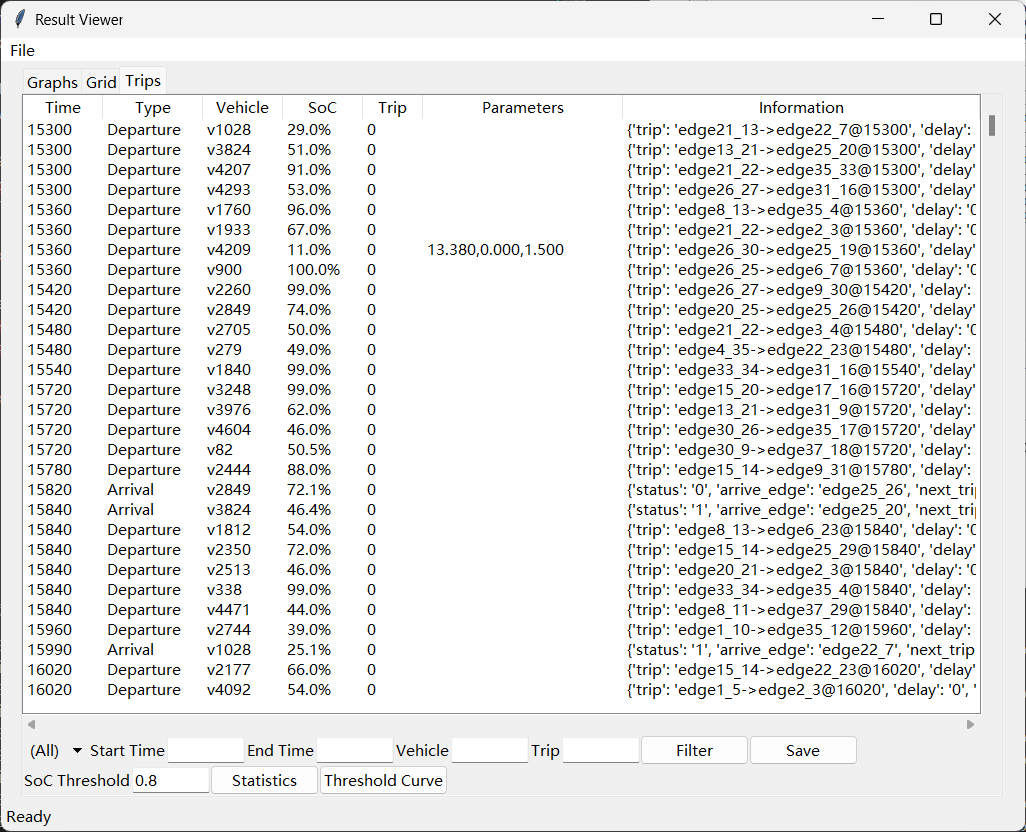 Result Viewer
File
Graphs Grid Trips
Time Type Vehicle SoC Trip Parameters Information
15300 Departure v1028 29.0% 0 {'trip': 'edge21_13->edge22_7@15300', 'delay':
15300 Departure v3824 51.0% 0 {'trip': 'edge13_21->edge25_20@15300', 'delay'
15300 Departure v4207 91.0% 0 {'trip': 'edge21_22->edge35_33@15300', 'delay'
15300 Departure v4293 53.0% 0 {'trip': 'edge26_27->edge31_16@15300', 'delay'
15360 Departure v1760 96.0% 0 {'trip': 'edge8_13->edge35_4@15360', 'delay': '0
15360 Departure v1933 67.0% 0 {'trip': 'edge21_22->edge2_3@15360', 'delay': '0
15360 Departure v4209 11.0% 0 13.380,0.000,1.500 {'trip': 'edge26_30->edge25_19@15360', 'delay'
15360 Departure v900 100.0% 0 {'trip': 'edge26_25->edge6_7@15360', 'delay': '0
15420 Departure v2260 99.0% 0 {'trip': 'edge26_27->edge9_30@15420', 'delay':
15420 Departure v2849 74.0% 0 {'trip': 'edge20_25->edge25_26@15420', 'delay'
15480 Departure v2705 50.0% 0 {'trip': 'edge21_22->edge3_4@15480', 'delay': '0
15480 Departure v279 49.0% 0 {'trip': 'edge4_35->edge22_23@15480', 'delay':
15540 Departure v1840 99.0% 0 {'trip': 'edge33_34->edge31_16@15540', 'delay'
15720 Departure v3248 99.0% 0 {'trip': 'edge15_20->edge17_16@15720', 'delay'
15720 Departure v3976 62.0% 0 {'trip': 'edge13_21->edge31_9@15720', 'delay':
15720 Departure v4604 46.0% 0 {'trip': 'edge30_26->edge35_17@15720', 'delay'
15720 Departure v82 50.5% 0 {'trip': 'edge30_9->edge37_18@15720', 'delay':
15780 Departure v2444 88.0% 0 {'trip': 'edge15_14->edge9_31@15780', 'delay':
15820 Arrival v2849 72.1% 0 {'status': '0', 'arrive_edge': 'edge25_26', 'next_trip
15840 Arrival v3824 46.4% 0 {'status': '1', 'arrive_edge': 'edge25_20', 'next_trip
15840 Departure v1812 54.0% 0 {'trip': 'edge8_13->edge6_23@15840', 'delay': '0
15840 Departure v2350 72.0% 0 {'trip': 'edge15_14->edge25_29@15840', 'delay'
15840 Departure v2513 46.0% 0 {'trip': 'edge20_21->edge2_3@15840', 'delay': '0
15840 Departure v338 99.0% 0 {'trip': 'edge33_34->edge35_4@15840', 'delay':
15840 Departure v4471 44.0% 0 {'trip': 'edge8_11->edge37_29@15840', 'delay':
15960 Departure v2744 39.0% 0 {'trip': 'edge1_10->edge35_12@15960', 'delay':
15990 Arrival v1028 25.1% 0 {'status': '1', 'arrive_edge': 'edge22_7', 'next_trip
16020 Departure v2177 66.0% 0 {'trip': 'edge15_14->edge22_23@16020', 'delay'
16020 Departure v4092 54.0% 0 {'trip': 'edge1_5->edge2_3@16020', 'delay': '0', '
(All) Start Time End Time Vehicle Trip Filter Save
SoC Threshold 0.8 Statistics Threshold Curve
Ready